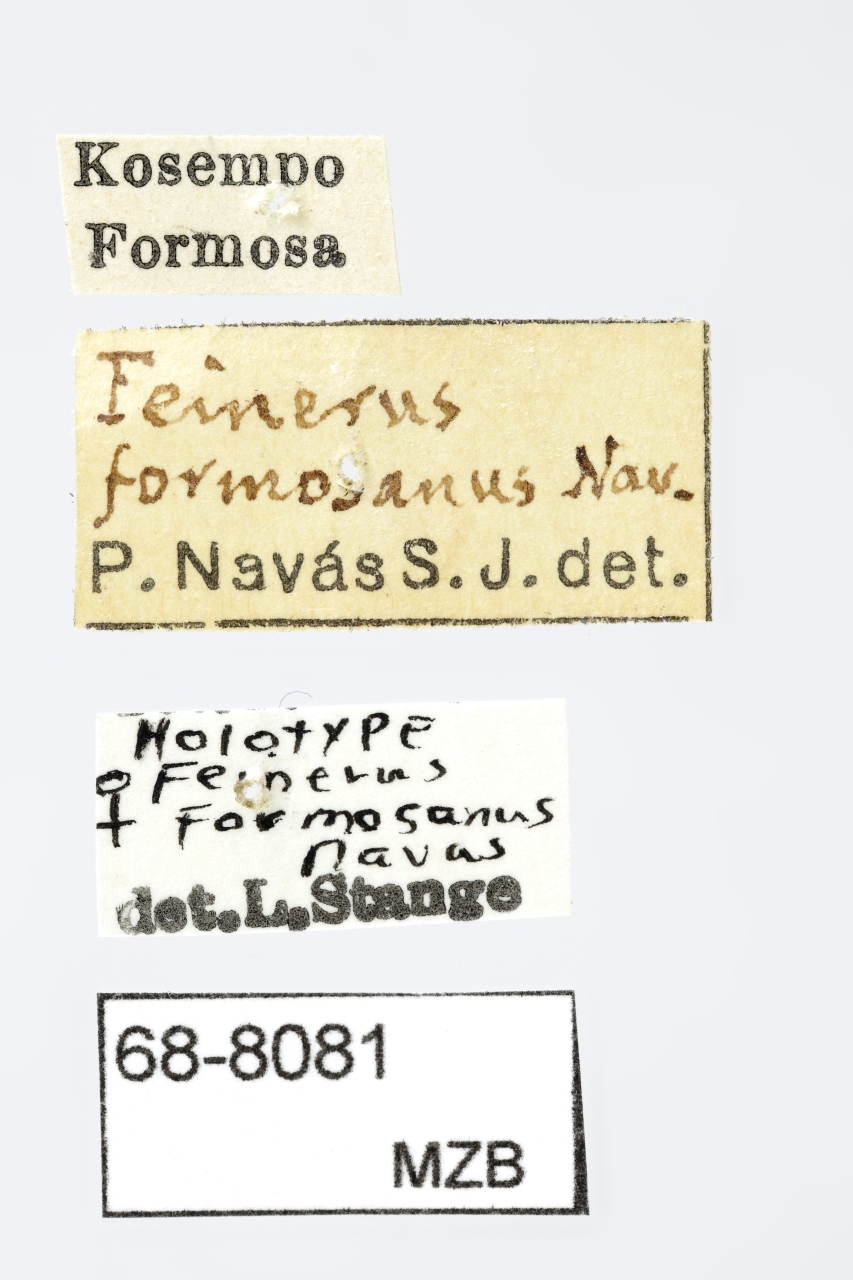 Kosempo
Formosa
Feinerus
formosanus Nav.
P. Navás S. J. det.
HolotYPE
♀ Feinerus
Formosanus
navas
det. L. Stange
68-8081
MZB